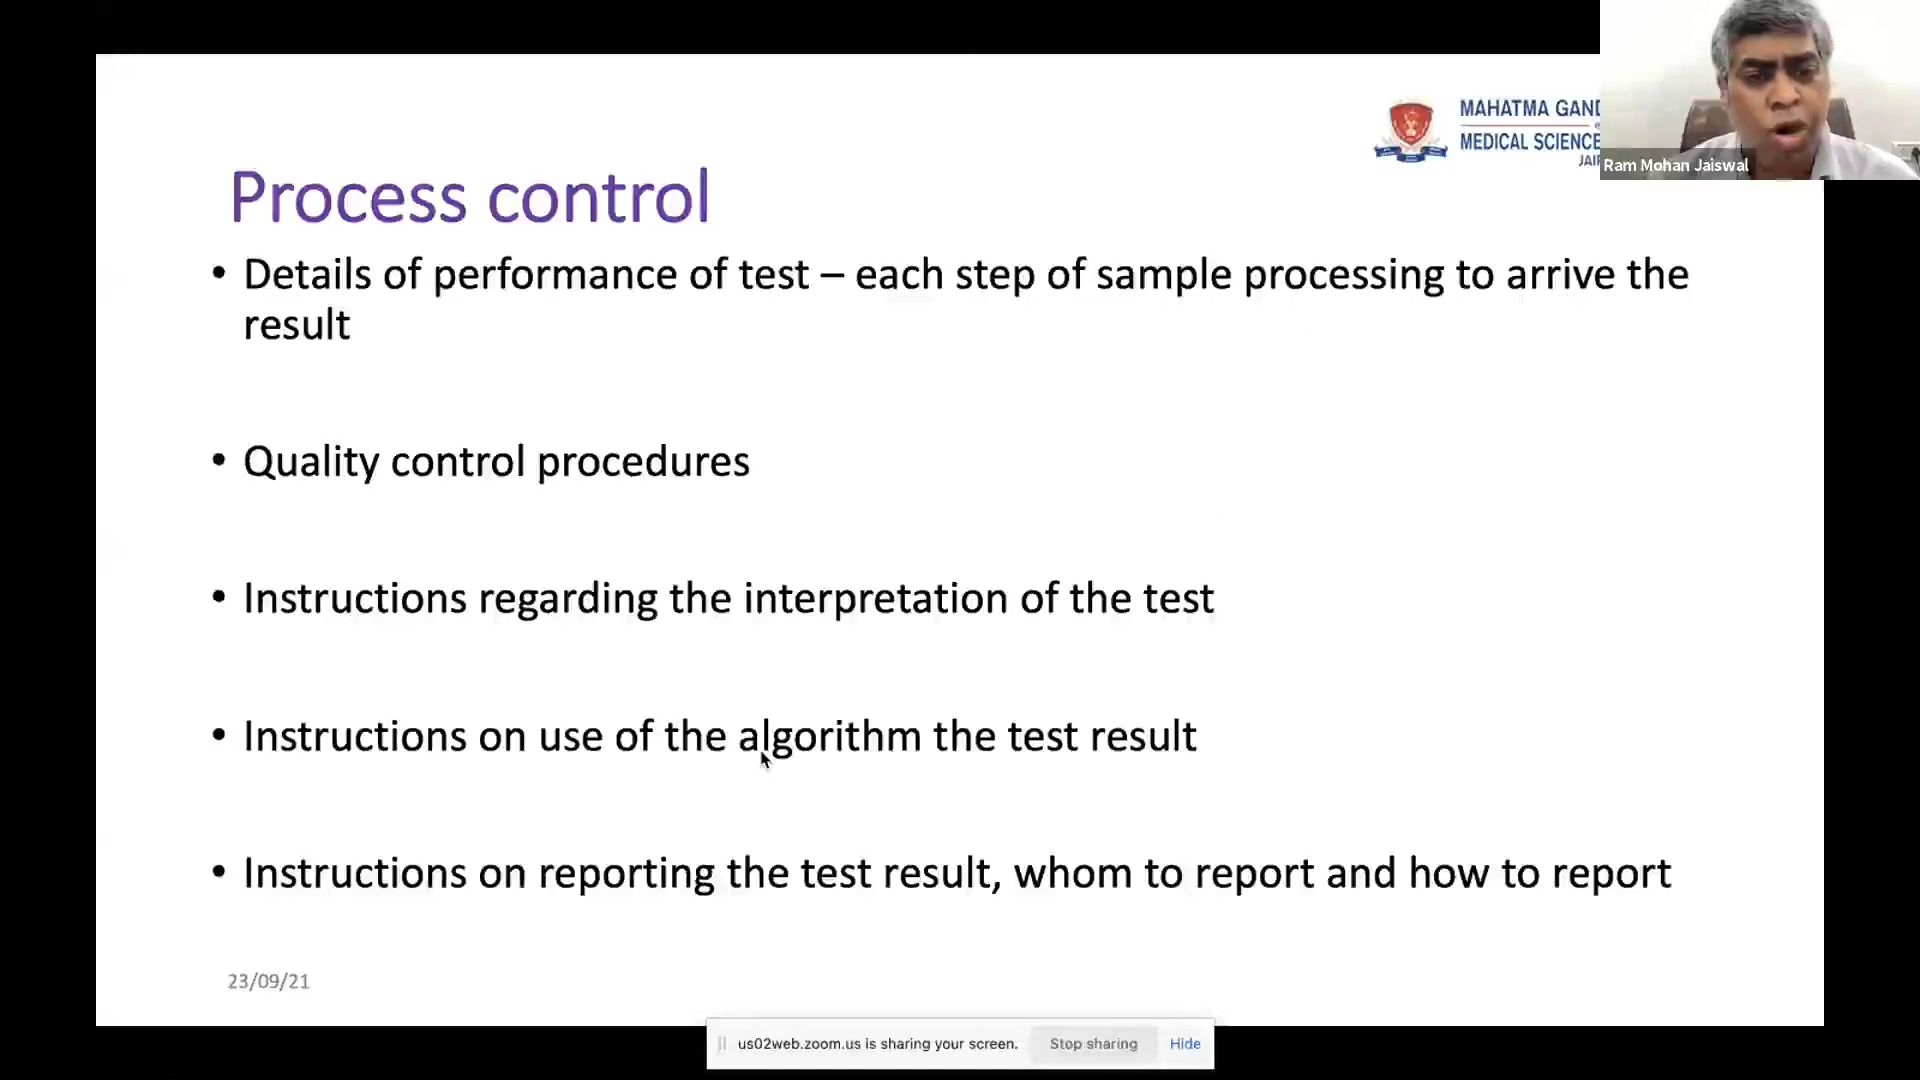 MAHATMA GAND
MEDICAL SCIENCE
JAIP
Ram Mohan Jaiswal
Process control
• Details of performance of test – each step of sample processing to arrive the
result
• Quality control procedures
• Instructions regarding the interpretation of the test
• Instructions on use of the algorithm the test result
• Instructions on reporting the test result, whom to report and how to report
23/09/21
us02web.zoom.us is sharing your screen.
Stop sharing
Hide